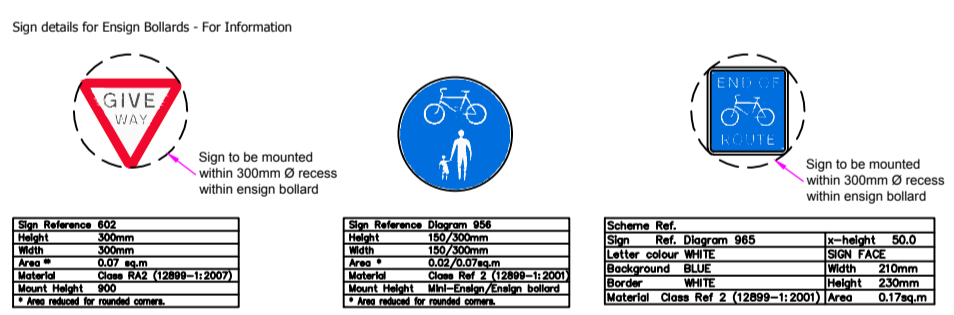 Sign details for Ensign Bollards - For Information
GIVE
WAY
Sign to be mounted
within 300mm Ø recess
within ensign bollard
END OF
ROUTE
Sign to be mounted
within 300mm Ø recess
within ensign bollard
Sign Reference 602
Height 300mm
Width 300mm
Area * 0.07 sq.m
Material Class RA2 (12899-1:2007)
Mount Height 900
* Area reduced for rounded corners.
Sign Reference Diagram 956
Height 150/300mm
Width 150/300mm
Area * 0.02/0.07sq.m
Material Class Ref 2 (12899-1:2001)
Mount Height Mini-Ensign/Ensign bollard
* Area reduced for rounded corners.
Scheme Ref.
Sign Ref. Diagram 965 x-height 50.0
Letter colour WHITE SIGN FACE
Background BLUE Width 210mm
Border WHITE Height 230mm
Material Class Ref 2 (12899-1:2001) Area 0.17sq.m